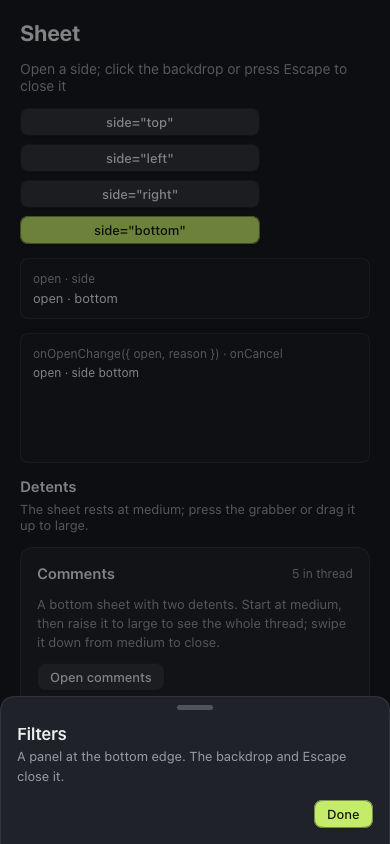 Sheet
Open a side; click the backdrop or press Escape to
close it
side="top"
side="left"
side="right"
side="bottom"
open · side
open · bottom
onOpenChange({ open, reason }) · onCancel
open · side bottom
Detents
The sheet rests at medium; press the grabber or drag it
up to large.
Comments
5 in thread
A bottom sheet with two detents. Start at medium,
then raise it to large to see the whole thread; swipe
it down from medium to close.
Open comments
Filters
A panel at the bottom edge. The backdrop and Escape
close it.
Done